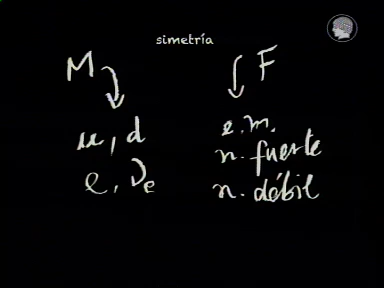 simetría
M F
u, d
e, νe
e.m.
n. fuerte
n. débil